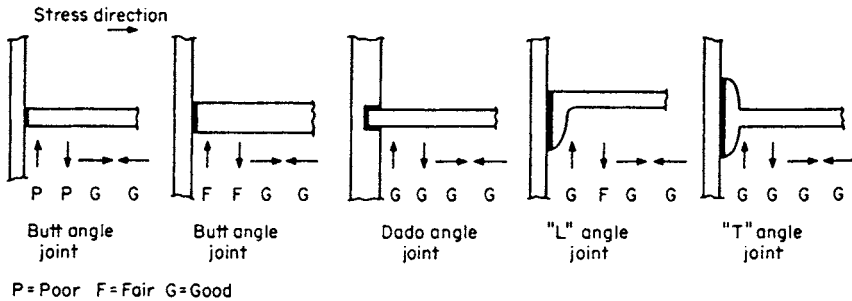 Stress direction
P P G G
F F G G
G G G G
G F G G
G G G G
Butt angle
joint
Butt angle
joint
Dado angle
joint
"L" angle
joint
"T" angle
joint
P=Poor F=Fair G=Good